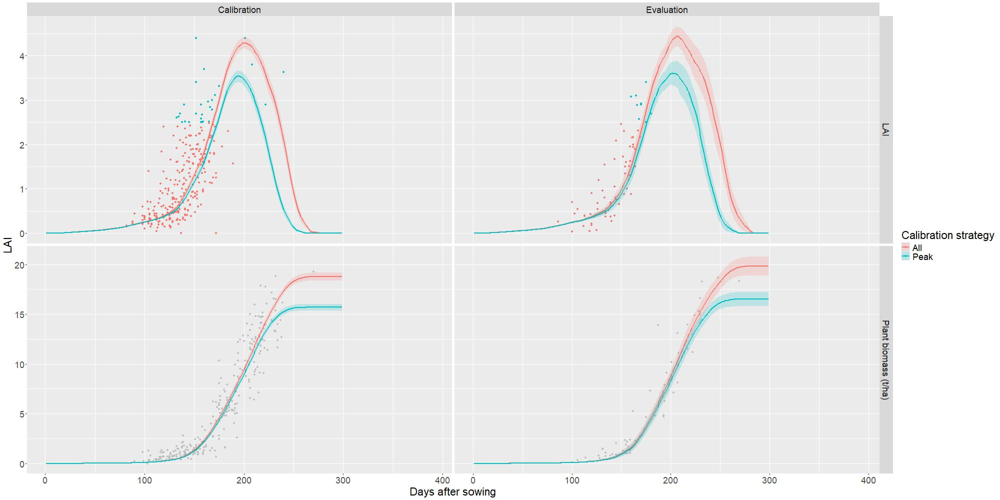 Calibration
Evaluation
4
3
2
1
0
LAI
LAI
20
15
10
5
0
Plant biomass (t/ha)
0 100 200 300 400
0 100 200 300 400
Days after sowing
Calibration strategy
All
Peak